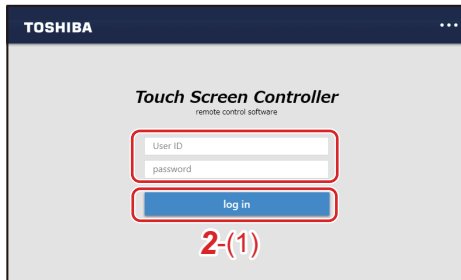 TOSHIBA
Touch Screen Controller
remote control software
User ID
password
log in
2-(1)